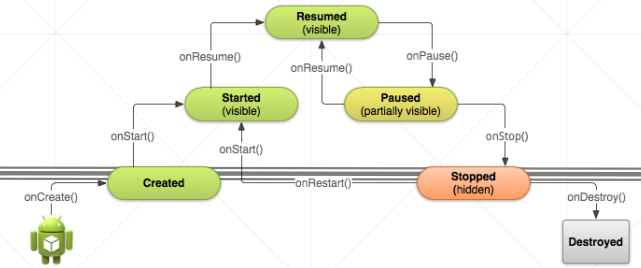 Resumed
(visible)
onResume()
onPause()
onResume()
Started
(visible)
Paused
(partially visible)
onStart()
onStart()
onStop()
Created
onRestart()
Stopped
(hidden)
onCreate()
onDestroy()
Destroyed